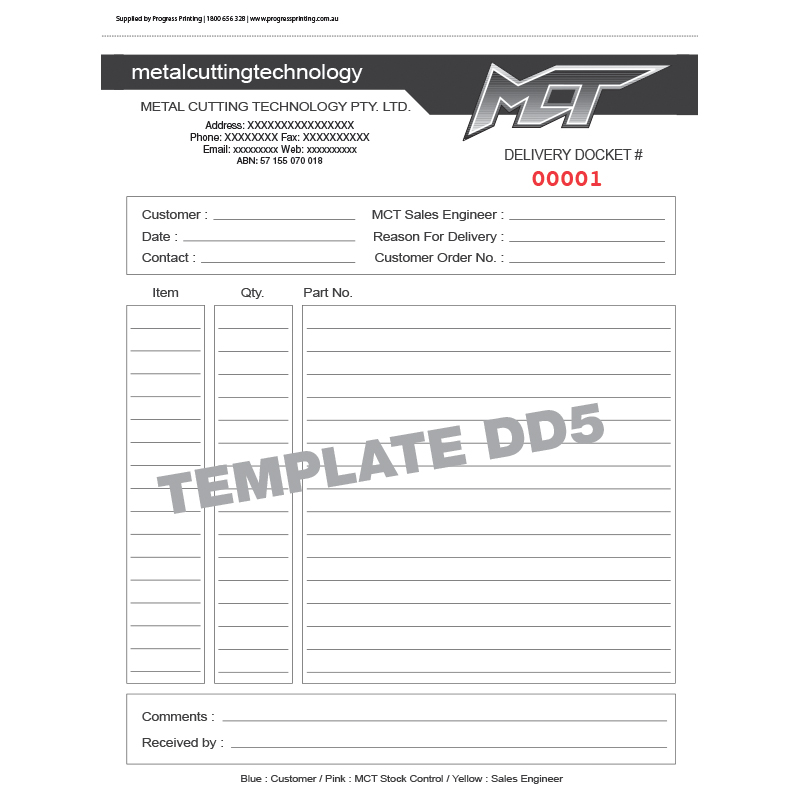 Supplied by Progress Printing | 1800 656 328 | www.progressprinting.com.au
metalcuttingtechnology
MCT
METAL CUTTING TECHNOLOGY PTY. LTD.
Address: XXXXXXXXXXXXXXXX
Phone: XXXXXXXX Fax: XXXXXXXXXX
Email: xxxxxxxxx Web: xxxxxxxxxx
ABN: 57 155 070 018
DELIVERY DOCKET #
00001
Customer : MCT Sales Engineer :
Date : Reason For Delivery :
Contact : Customer Order No. :
Item Qty. Part No.
TEMPLATE DD5
Comments :
Received by :
Blue : Customer / Pink : MCT Stock Control / Yellow : Sales Engineer